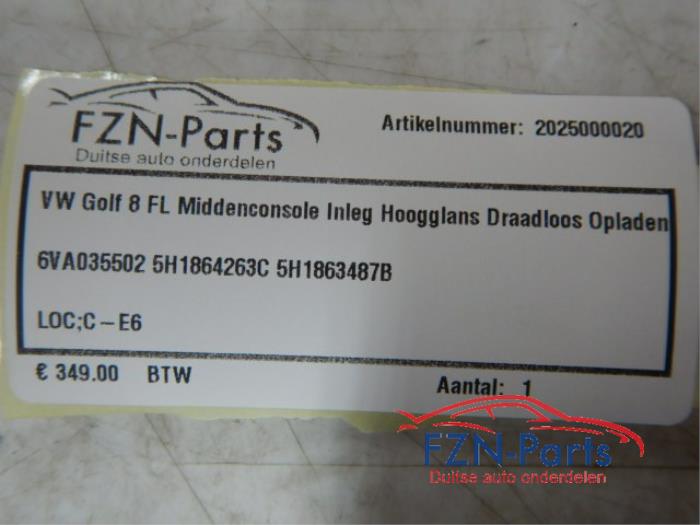 FZN-Parts
Duitse auto onderdelen
Artikelnummer: 2025000020
VW Golf 8 FL Middenconsole Inleg Hoogglans Draadloos Opladen
6VA035502 5H1864263C 5H1863487B
LOC;C-E6
€ 349.00 BTW
Aantal: 1
FZN-Parts
Duitse auto onderdelen